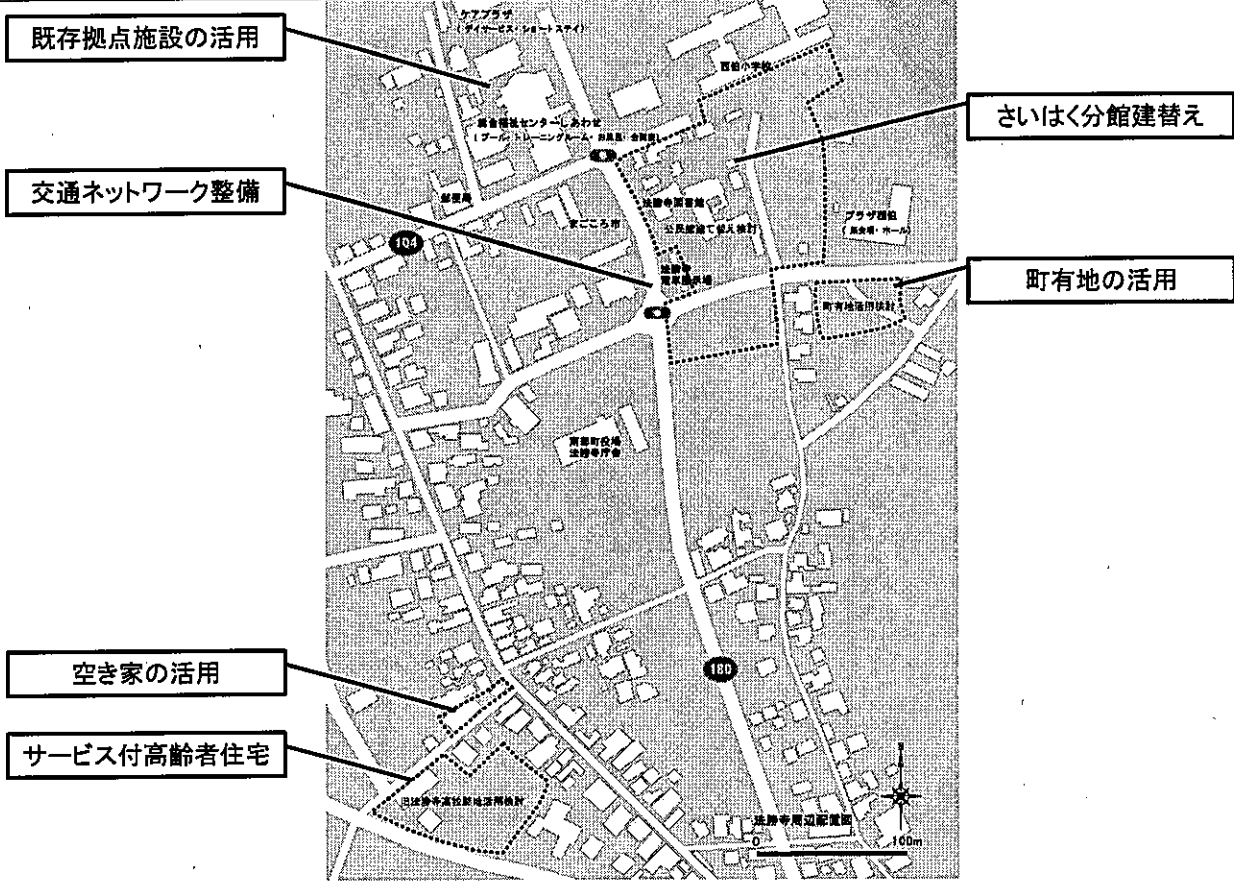 既存拠点施設の活用
ケアプラザ
(デイサービス・ショートステイ)
西伯小学校
さいはく分館建替え
総合福祉センターしあわせ
(プール・トレーニングルーム・お風呂・会議室)
交通ネットワーク整備
郵便局
法勝寺図書館
まごころ市
公民館建て替え検討
プラザ西伯
(集会場・ホール)
104
法勝寺
電車展示場
町有地の活用
町有地活用検討
南部町役場
法勝寺庁舎
空き家の活用
180
サービス付高齢者住宅
旧法勝寺高校跡地活用検討
法勝寺周辺配置図
0
100m